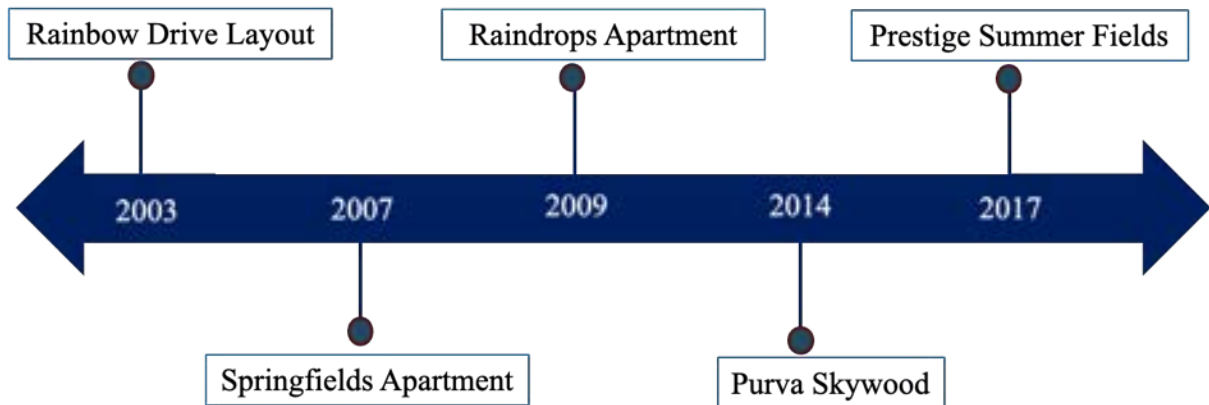 Rainbow Drive Layout
Raindrops Apartment
Prestige Summer Fields
2003
2007
2009
2014
2017
Springfields Apartment
Purva Skywood